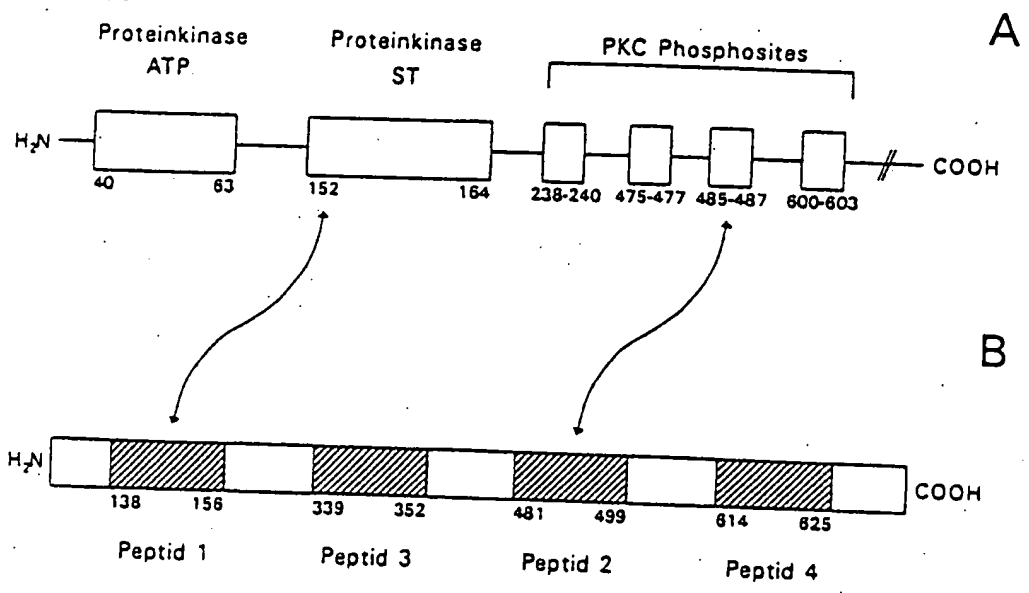 A
Proteinkinase
ATP
Proteinkinase
ST
PKC Phosphosites
H₂N
COOH
40 63
152 164
238-240 475-477 485-487 600-603
B
H₂N
COOH
138 156 339 352 481 499 614 625
Peptid 1 Peptid 3 Peptid 2 Peptid 4